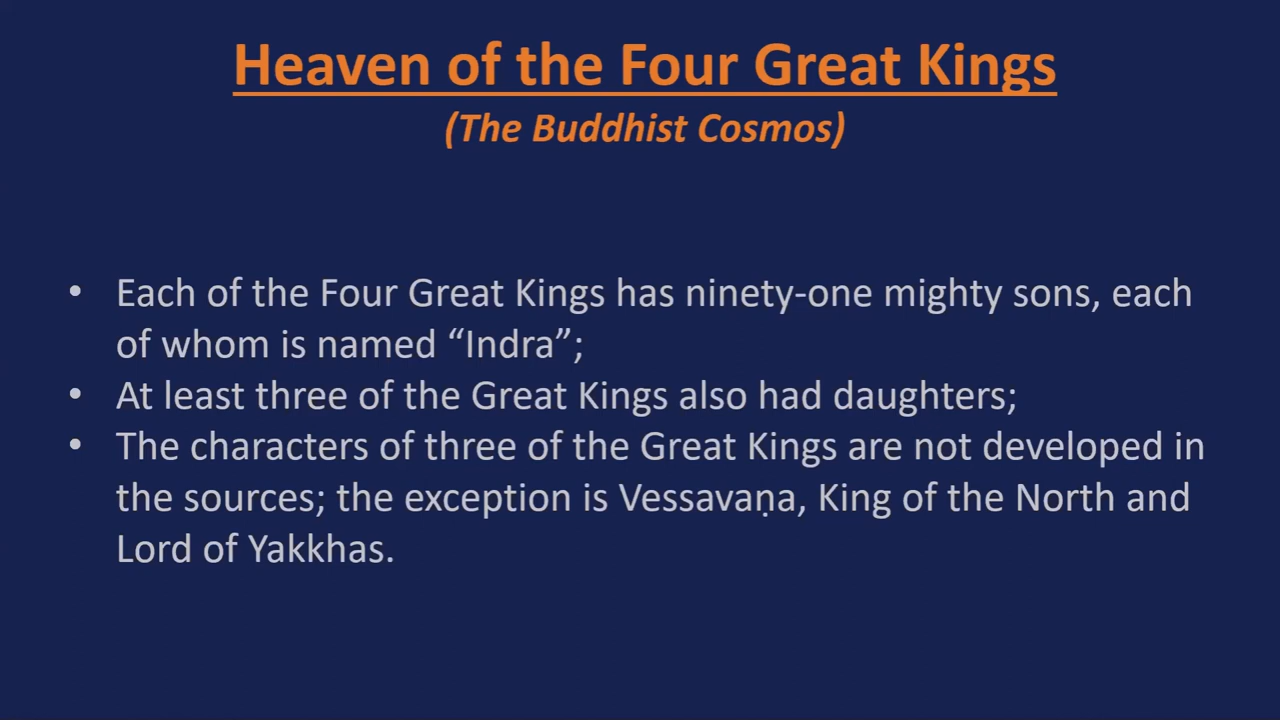 Heaven of the Four Great Kings
(The Buddhist Cosmos)
• Each of the Four Great Kings has ninety-one mighty sons, each
of whom is named “Indra”;
• At least three of the Great Kings also had daughters;
• The characters of three of the Great Kings are not developed in
the sources; the exception is Vessavaṇa, King of the North and
Lord of Yakkhas.